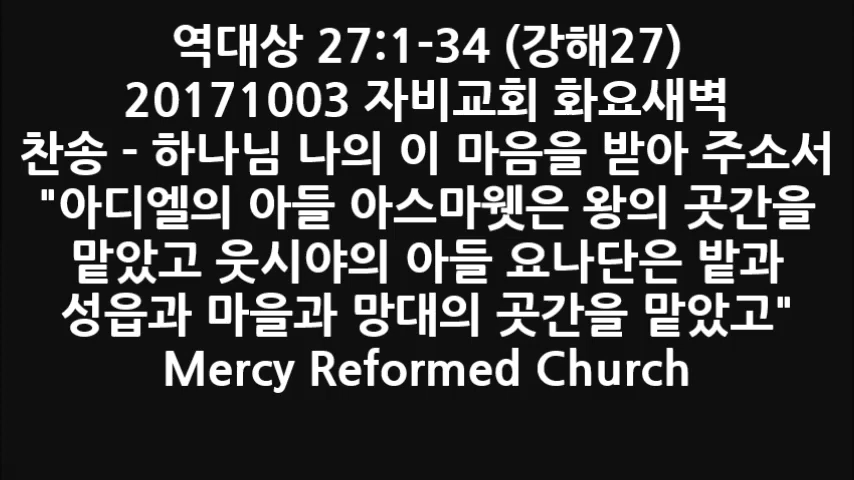 역대상 27:1-34 (강해27)
20171003 자비교회 화요새벽
찬송 - 하나님 나의 이 마음을 받아 주소서
"아디엘의 아들 아스마웻은 왕의 곳간을
맡았고 웃시야의 아들 요나단은 밭과
성읍과 마을과 망대의 곳간을 맡았고"
Mercy Reformed Church